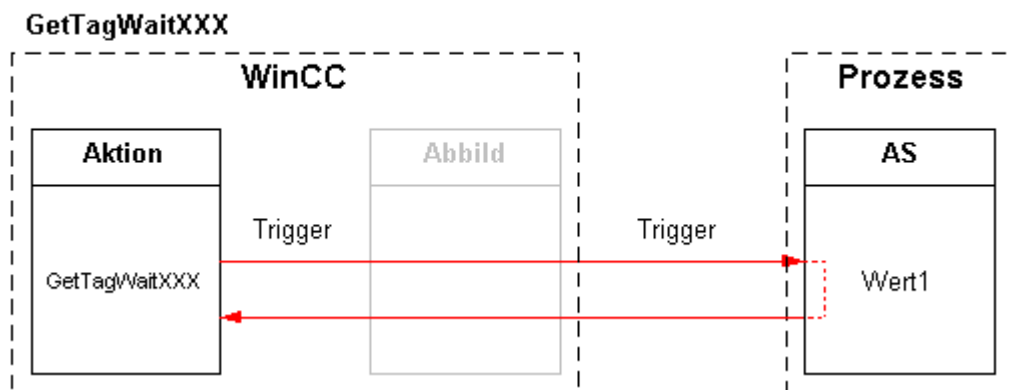 GetTagWaitXXX
WinCC
Prozess
Aktion
Abbild
AS
Trigger
Trigger
GetTagWaitXXX
Wert1